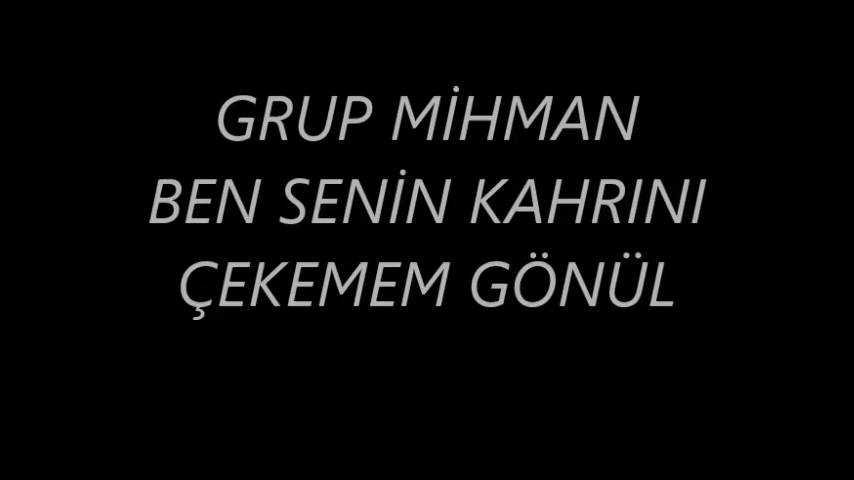 GRUP MİHMAN
BEN SENİN KAHRINI
ÇEKEMEM GÖNÜL